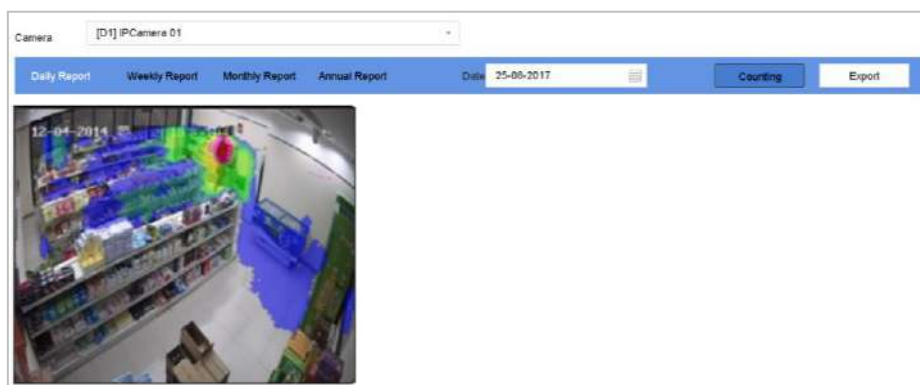 Camera [D1] IPCamera 01
Daily Report Weekly Report Monthly Report Annual Report Date 25-08-2017 Counting Export
12-04-2014